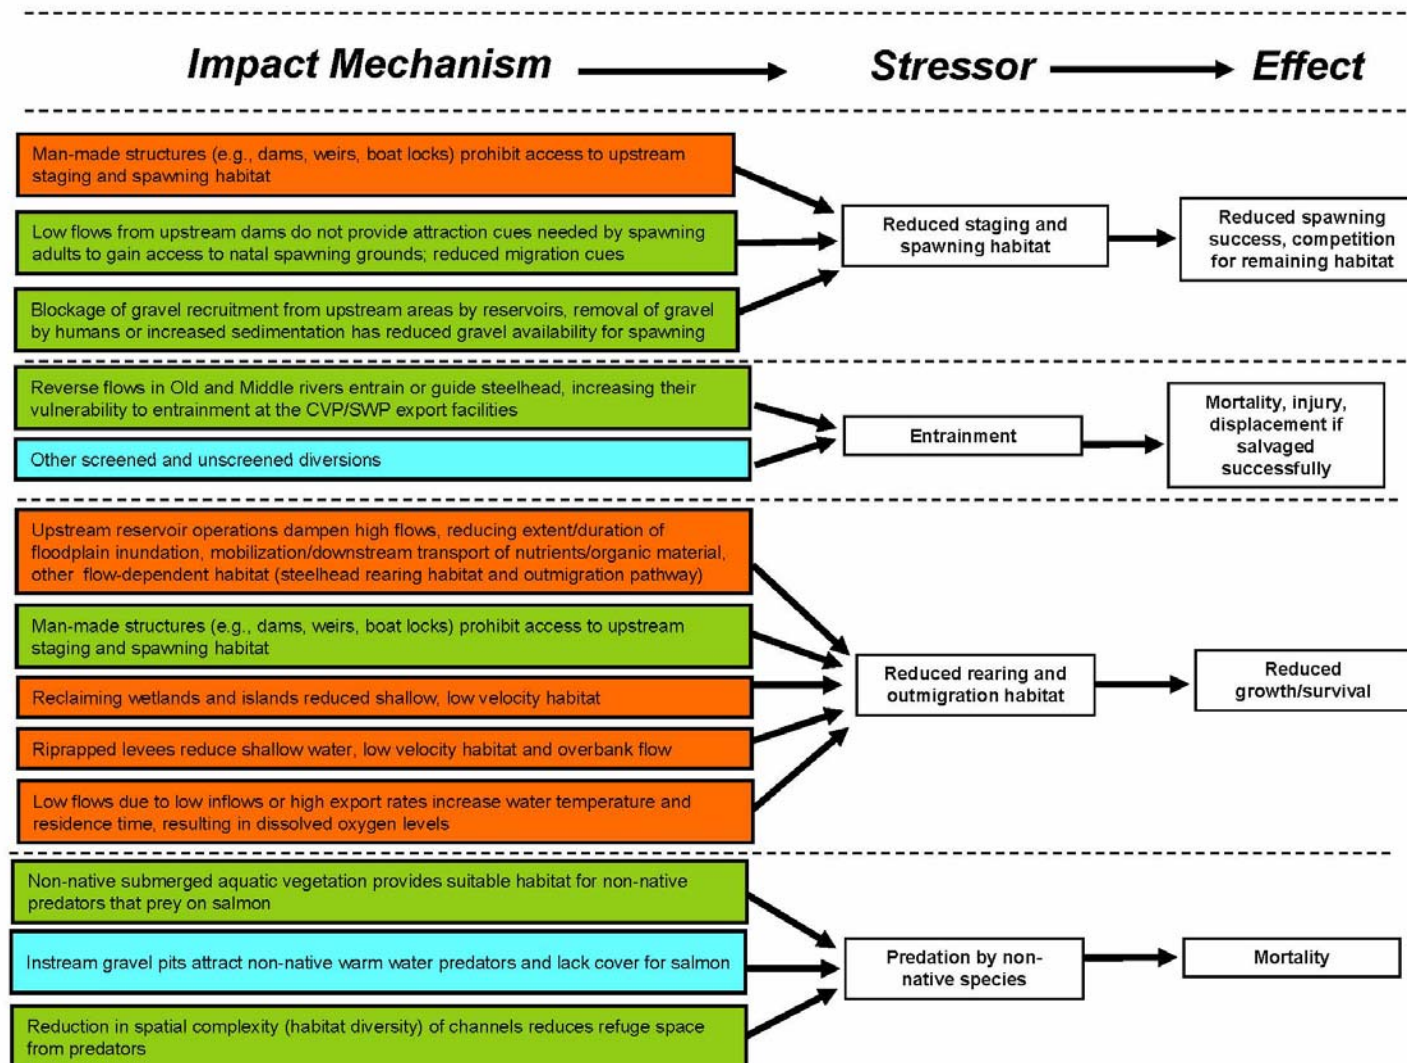 Impact Mechanism Stressor Effect
Man-made structures (e.g., dams, weirs, boat locks) prohibit access to upstream
staging and spawning habitat
Low flows from upstream dams do not provide attraction cues needed by spawning
adults to gain access to natal spawning grounds; reduced migration cues
Blockage of gravel recruitment from upstream areas by reservoirs, removal of gravel
by humans or increased sedimentation has reduced gravel availability for spawning
Reduced staging and
spawning habitat
Reduced spawning
success, competition
for remaining habitat
Reverse flows in Old and Middle rivers entrain or guide steelhead, increasing their
vulnerability to entrainment at the CVP/SWP export facilities
Other screened and unscreened diversions
Entrainment
Mortality, injury,
displacement if
salvaged
successfully
Upstream reservoir operations dampen high flows, reducing extent/duration of
floodplain inundation, mobilization/downstream transport of nutrients/organic material,
other flow-dependent habitat (steelhead rearing habitat and outmigration pathway)
Man-made structures (e.g., dams, weirs, boat locks) prohibit access to upstream
staging and spawning habitat
Reclaiming wetlands and islands reduced shallow, low velocity habitat
Riprapped levees reduce shallow water, low velocity habitat and overbank flow
Low flows due to low inflows or high export rates increase water temperature and
residence time, resulting in dissolved oxygen levels
Reduced rearing and
outmigration habitat
Reduced
growth/survival
Non-native submerged aquatic vegetation provides suitable habitat for non-native
predators that prey on salmon
Instream gravel pits attract non-native warm water predators and lack cover for salmon
Reduction in spatial complexity (habitat diversity) of channels reduces refuge space
from predators
Predation by non-
native species
Mortality